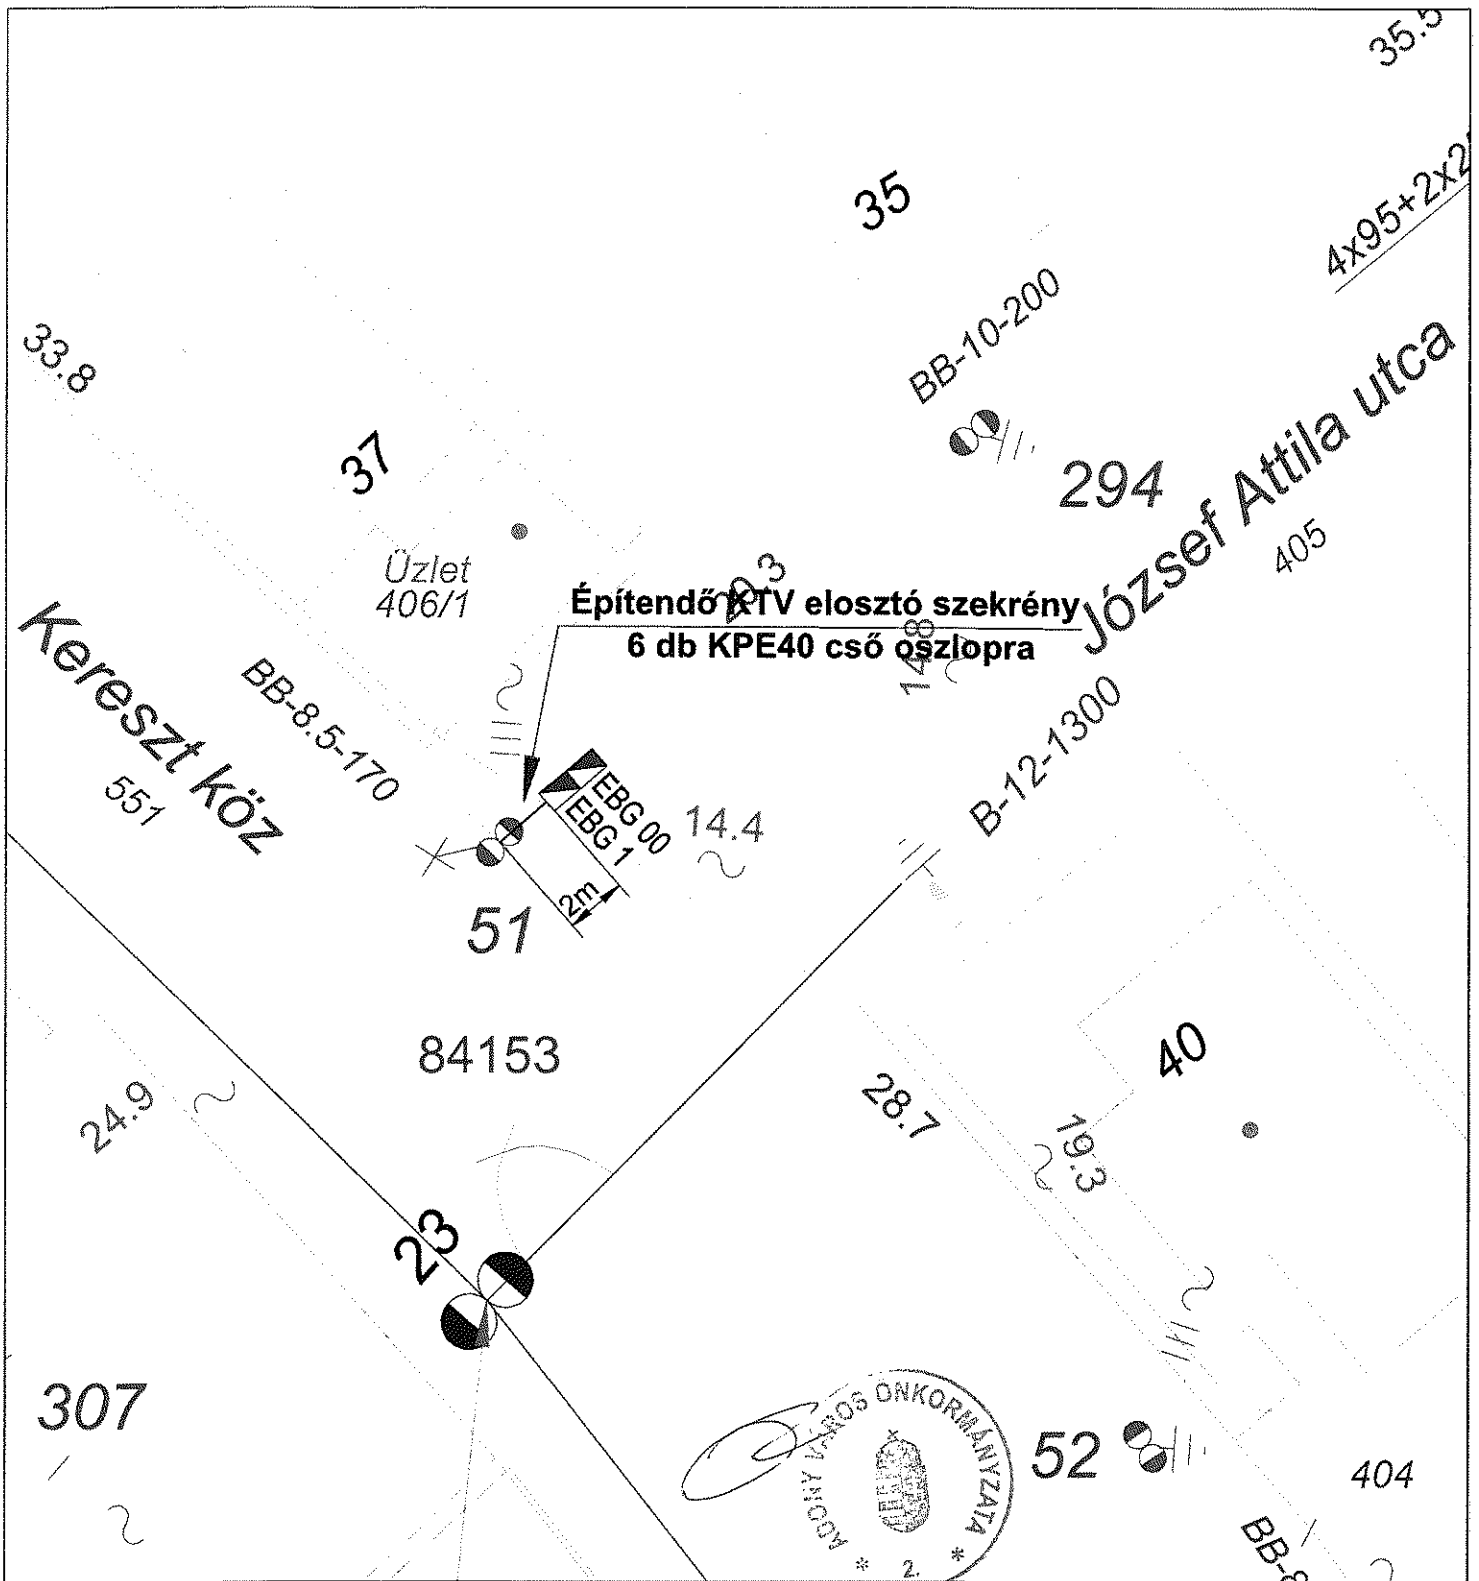 35.5
35
4x95+2x2
33.8
BB-10-200
37
294
József Attila utca
405
Üzlet
406/1
20.3
Építendő KTV elosztó szekrény
6 db KPE40 cső oszlopra
14.8
Kereszt köz
551
BB-8.5-170
B-12-1300
EBG 00
EBG 1
14.4
2m
51
84153
40
24.9
28.7
19.3
23
307
ADONY VÁROS ÖNKORMÁNYZATA
* 2. *
52
404